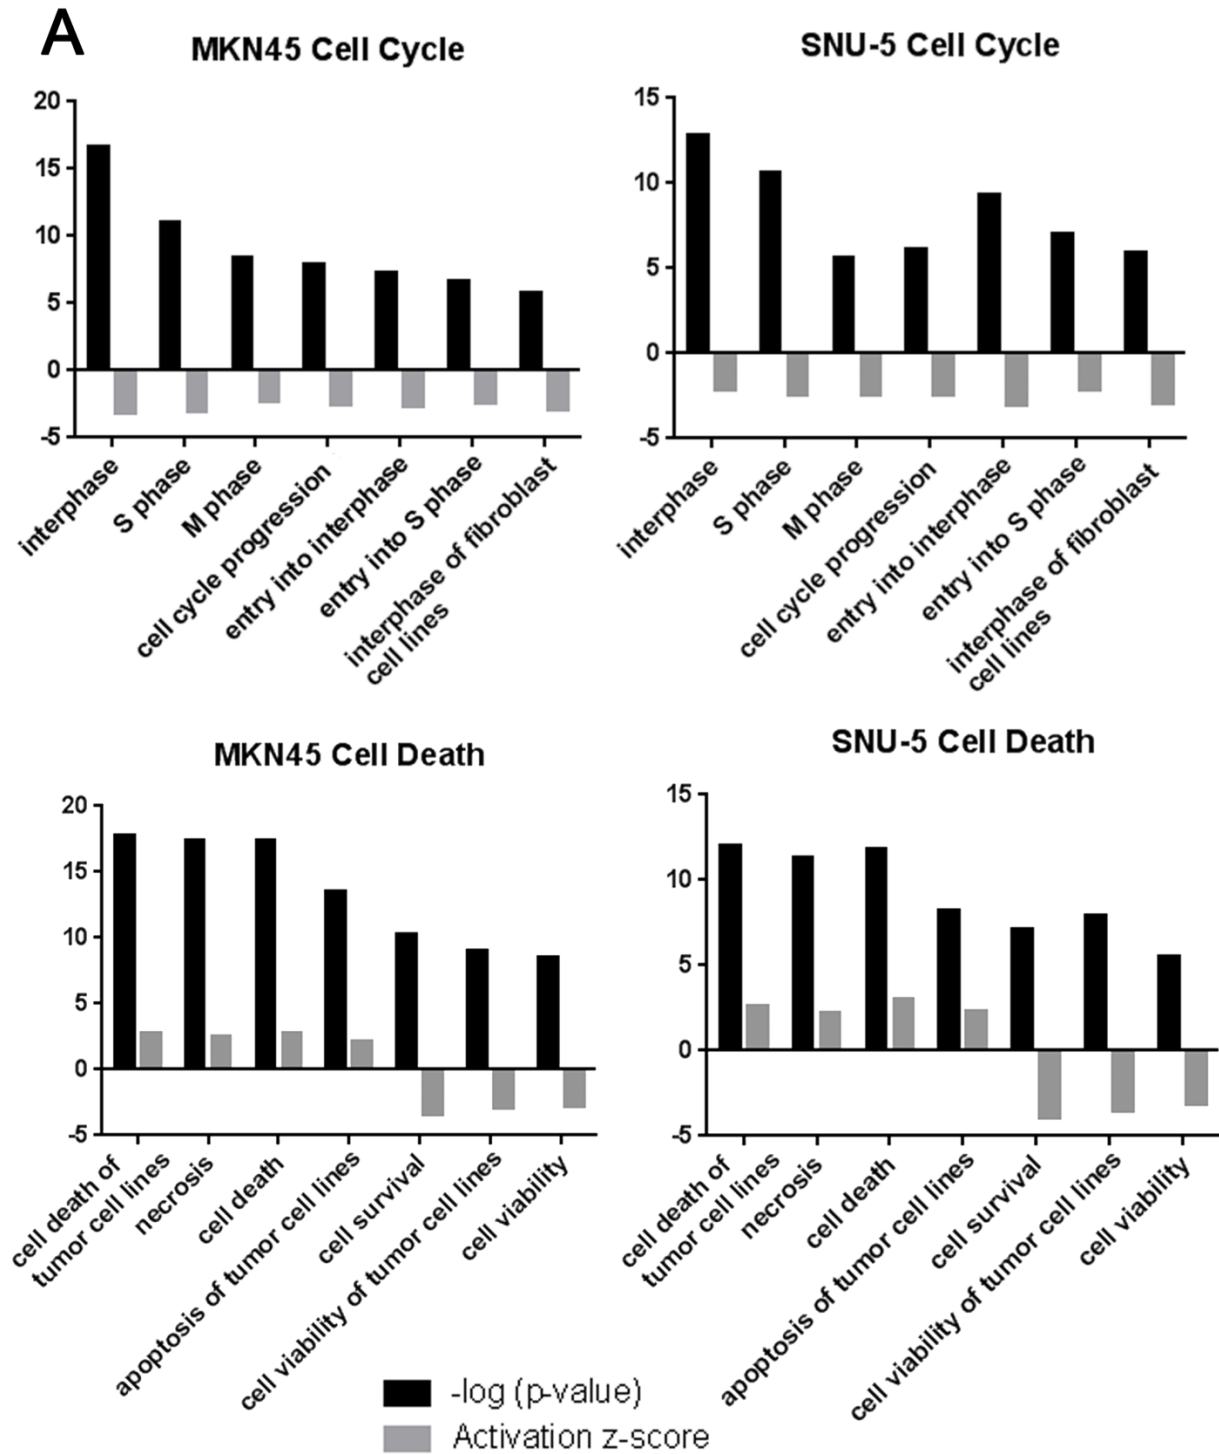 A
MKN45 Cell Cycle
20
15
10
5
0
-5
interphase
S phase
M phase
cell cycle progression
entry into interphase
entry into S phase
interphase of fibroblast
cell lines
SNU-5 Cell Cycle
15
10
5
0
-5
interphase
S phase
M phase
cell cycle progression
entry into interphase
entry into S phase
interphase of fibroblast
cell lines
MKN45 Cell Death
20
15
10
5
0
-5
cell death of
tumor cell lines
necrosis
cell death
apoptosis of tumor cell lines
cell survival
cell viability of tumor cell lines
cell viability
SNU-5 Cell Death
15
10
5
0
-5
cell death of
tumor cell lines
necrosis
cell death
apoptosis of tumor cell lines
cell survival
cell viability of tumor cell lines
cell viability
-log (p-value)
Activation z-score